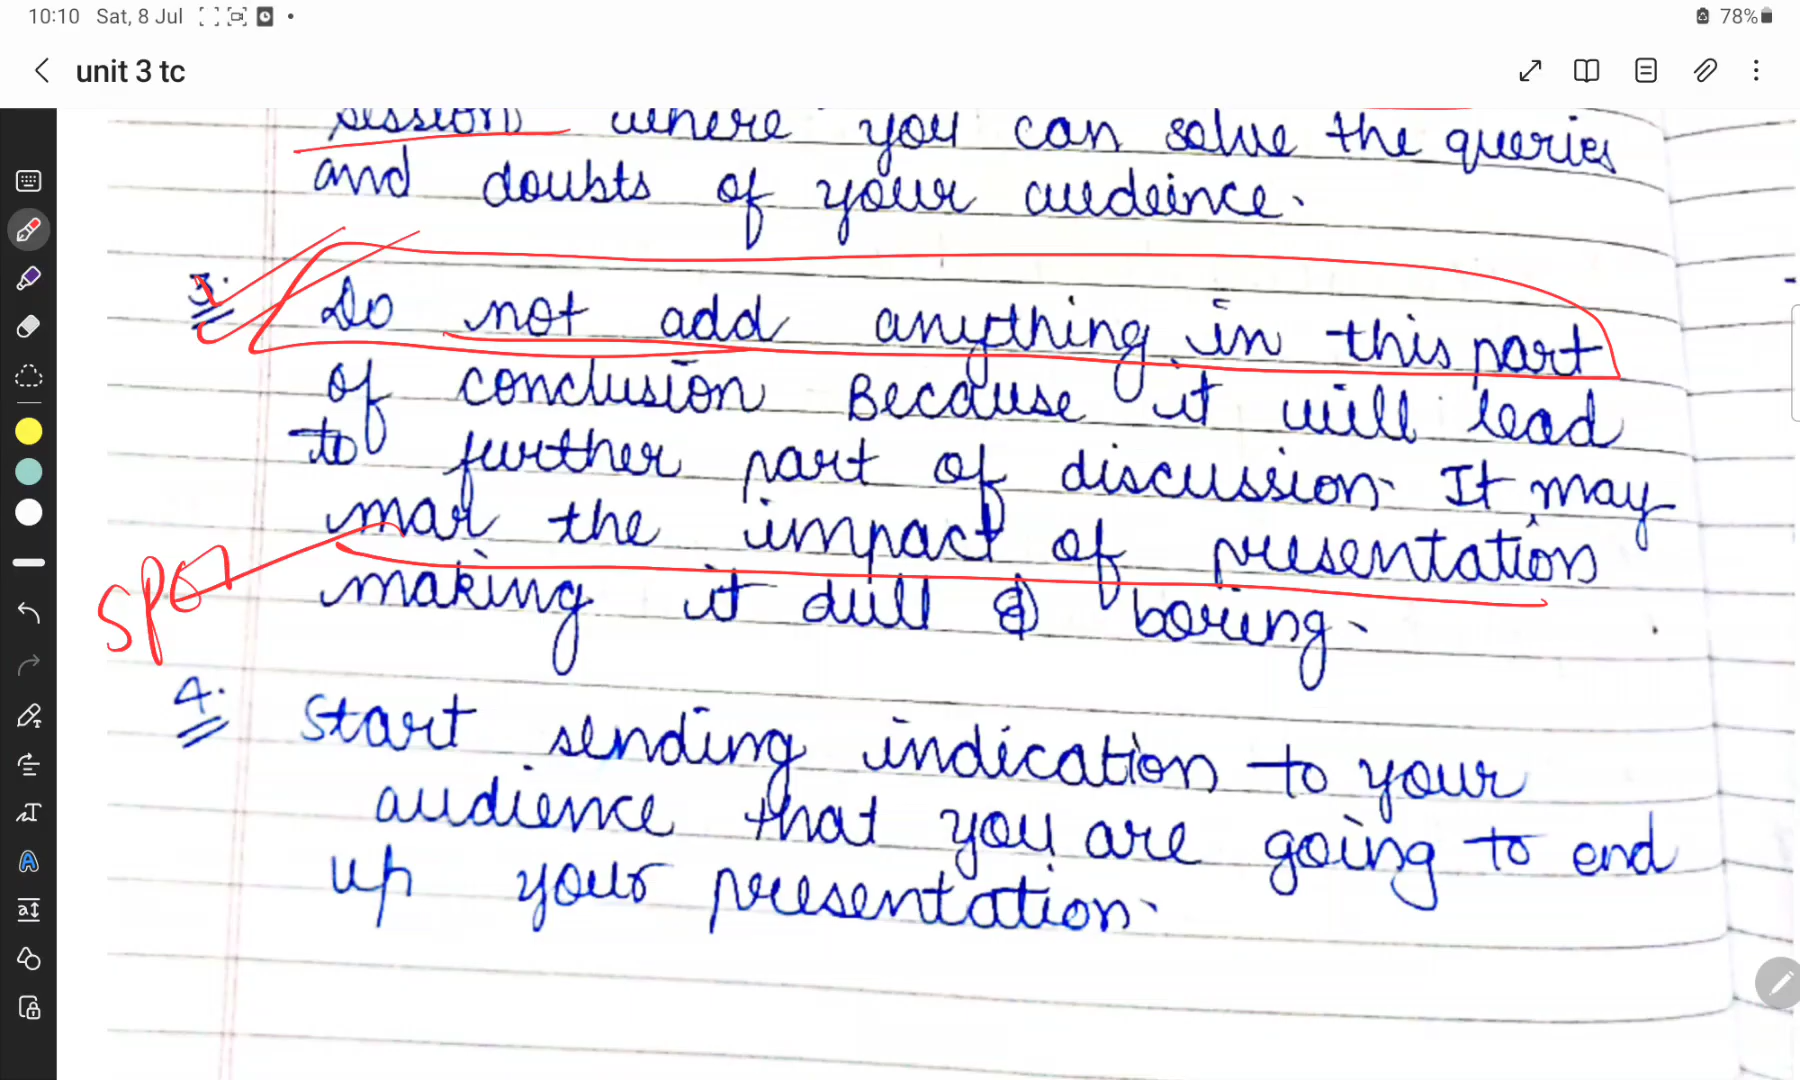 10:10 Sat, 8 Jul
78%
unit 3 tc
session where you can solve the queries
and doubts of your audeince.
3. Do not add anything in this part
of conclusion Because it will lead
to further part of discussion. It may
mar the impact of presentation
making it dull & boring.
4. Start sending indication to your
audience that you are going to end
up your presentation.